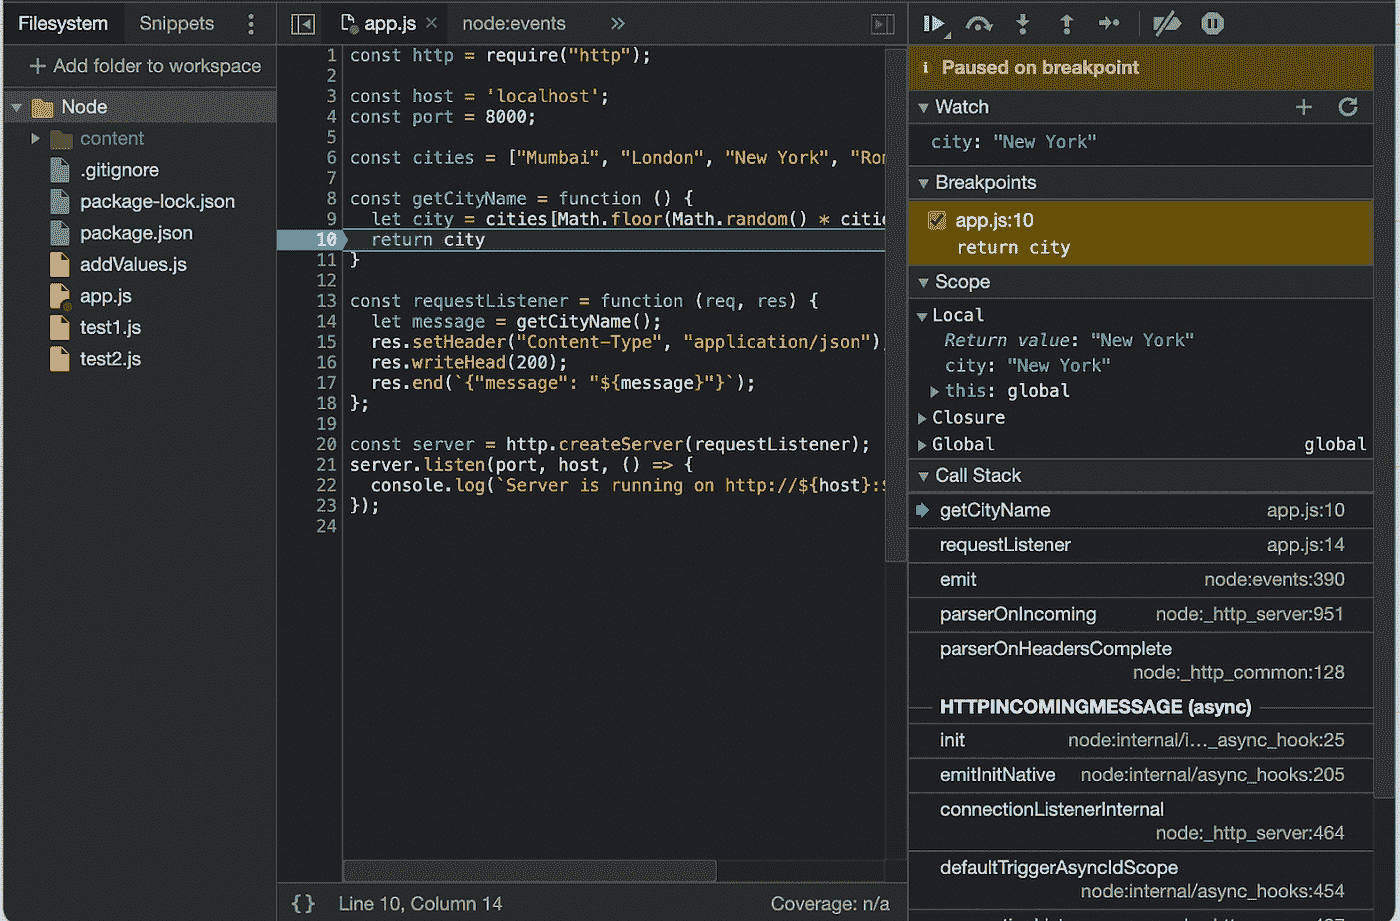 Filesystem
Snippets
app.js
node:events
Add folder to workspace
Node
content
.gitignore
package-lock.json
package.json
addValues.js
app.js
test1.js
test2.js
1 const http = require("http");
2
3 const host = 'localhost';
4 const port = 8000;
5
6 const cities = ["Mumbai", "London", "New York", "Ro
7
8 const getCityName = function () {
9 let city = cities[Math.floor(Math.random() * citi
10 return city
11 }
12
13 const requestListener = function (req, res) {
14 let message = getCityName();
15 res.setHeader("Content-Type", "application/json")
16 res.writeHead(200);
17 res.end(`{"message": "${message}"}`);
18 };
19
20 const server = http.createServer(requestListener);
21 server.listen(port, host, () => {
22 console.log(`Server is running on http://${host}:
23 });
24
{} Line 10, Column 14
Coverage: n/a
Paused on breakpoint
Watch
city: "New York"
Breakpoints
app.js:10
return city
Scope
Local
Return value: "New York"
city: "New York"
this: global
Closure
Global global
Call Stack
getCityName app.js:10
requestListener app.js:14
emit node:events:390
parserOnIncoming node:_http_server:951
parserOnHeadersComplete
node:_http_common:128
HTTPINCOMINGMESSAGE (async)
init node:internal/i…_async_hook:25
emitInitNative node:internal/async_hooks:205
connectionListenerInternal
node:_http_server:464
defaultTriggerAsyncIdScope
node:internal/async_hooks:454